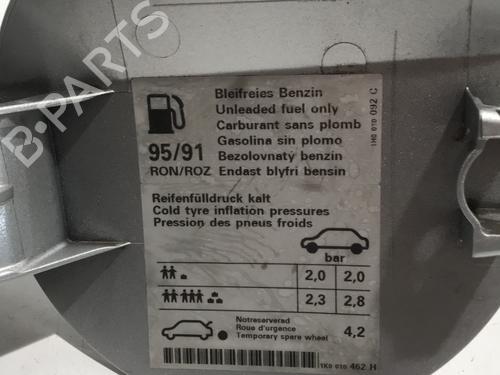 B-PARTS
Bleifreies Benzin
Unleaded fuel only
Carburant sans plomb
Gasolina sin plomo
95/91 Bezolovnatý benzin
RON/ROZ Endast blyfri bensin
1K0 010 092 C
Reifenfülldruck kalt
Cold tyre inflation pressures
Pression des pneus froids
bar
2,0 2,0
2,3 2,8
Notreserverad
Roue d'urgence
Temporary spare wheel
4,2
1K0 010 462 H